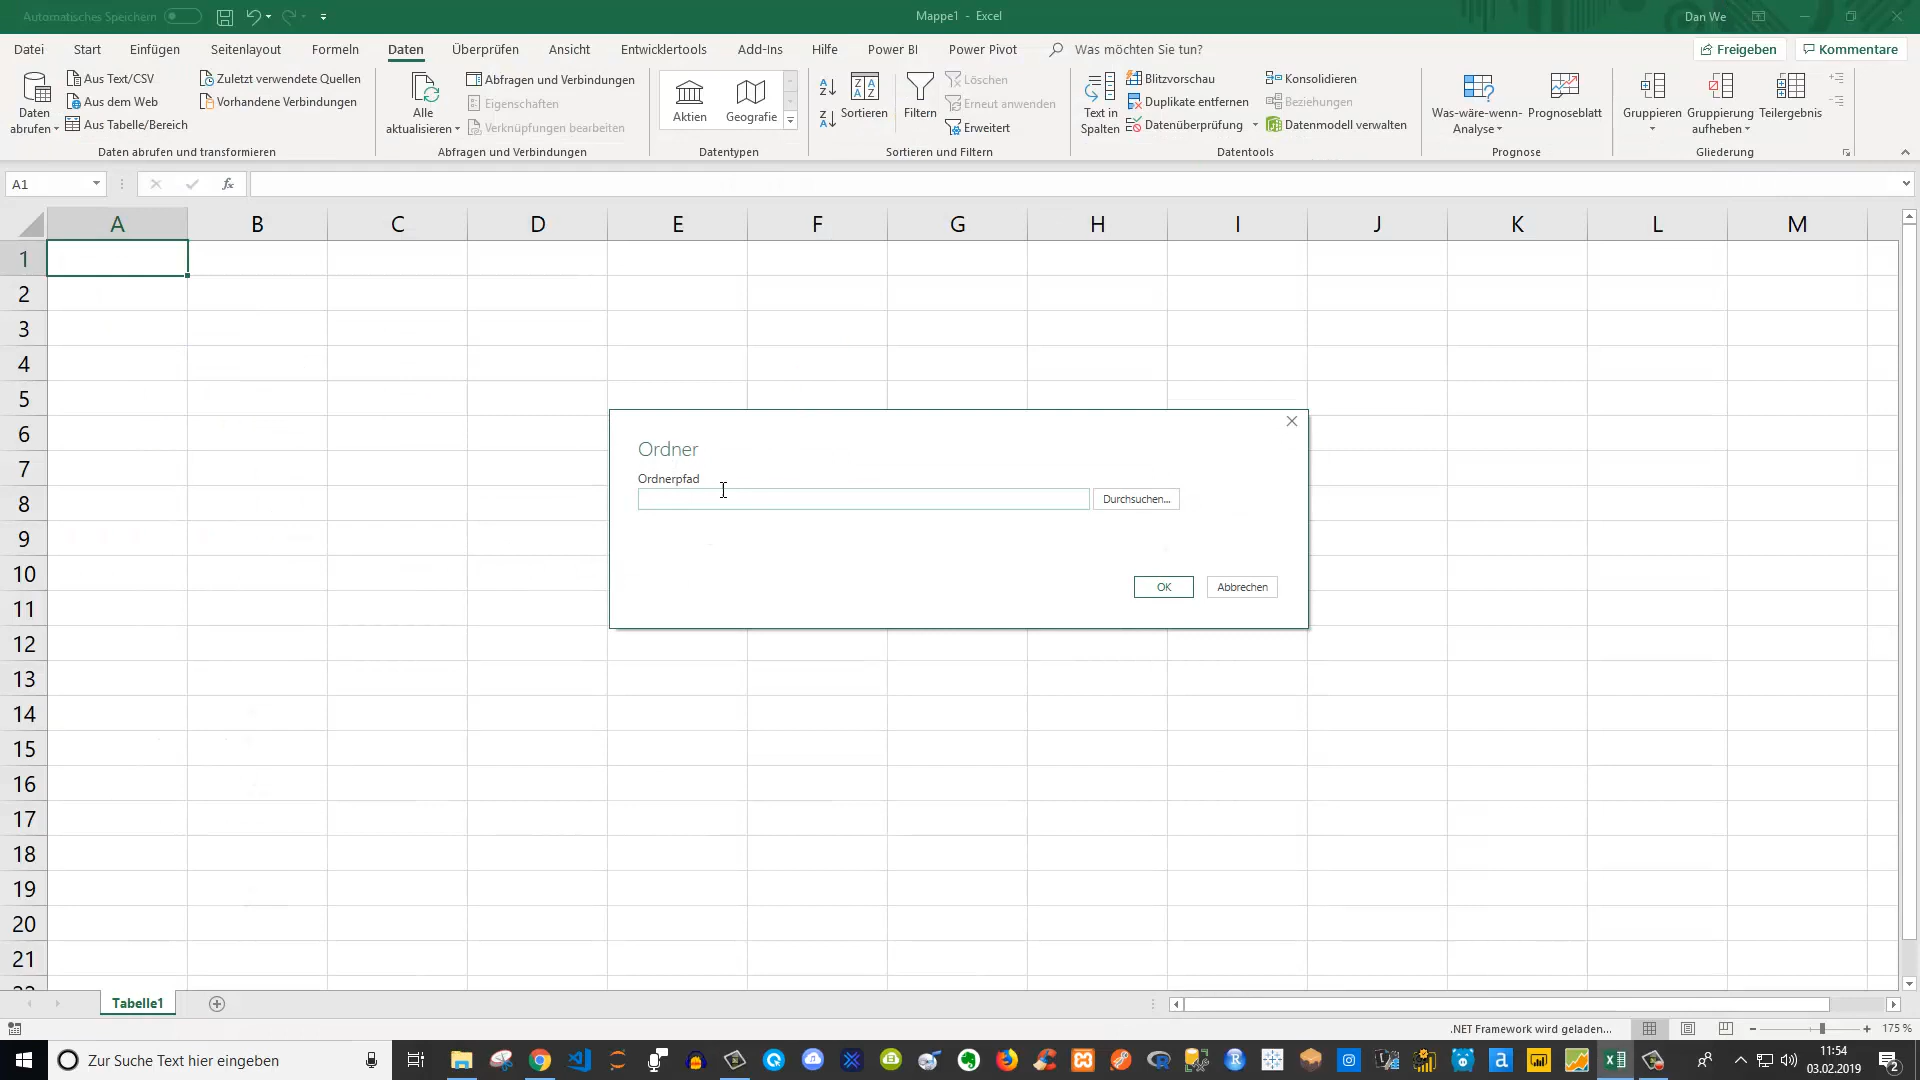 Automatisches Speichern
Mappe1 - Excel
Dan We
Datei Start Einfügen Seitenlayout Formeln Daten Überprüfen Ansicht Entwicklertools Add-Ins Hilfe Power BI Power Pivot Was möchten Sie tun? Freigeben Kommentare
Daten abrufen
Aus Text/CSV
Aus dem Web
Aus Tabelle/Bereich
Zuletzt verwendete Quellen
Vorhandene Verbindungen
Daten abrufen und transformieren
Alle aktualisieren
Abfragen und Verbindungen
Eigenschaften
Verknüpfungen bearbeiten
Abfragen und Verbindungen
Aktien
Geografie
Datentypen
Sortieren
Filtern
Löschen
Erneut anwenden
Erweitert
Sortieren und Filtern
Text in Spalten
Blitzvorschau
Duplikate entfernen
Datenüberprüfung
Konsolidieren
Beziehungen
Datenmodell verwalten
Datentools
Was-wäre-wenn-Analyse
Prognoseblatt
Prognose
Gruppieren
Gruppierung aufheben
Teilergebnis
Gliederung
A1
fx
A B C D E F G H I J K L M
1
2
3
4
5
6
7
8
9
10
11
12
13
14
15
16
17
18
19
20
21
Ordner
Ordnerpfad
Durchsuchen...
OK
Abbrechen
Tabelle1
.NET Framework wird geladen...
175 %
Zur Suche Text hier eingeben
11:54
03.02.2019
2